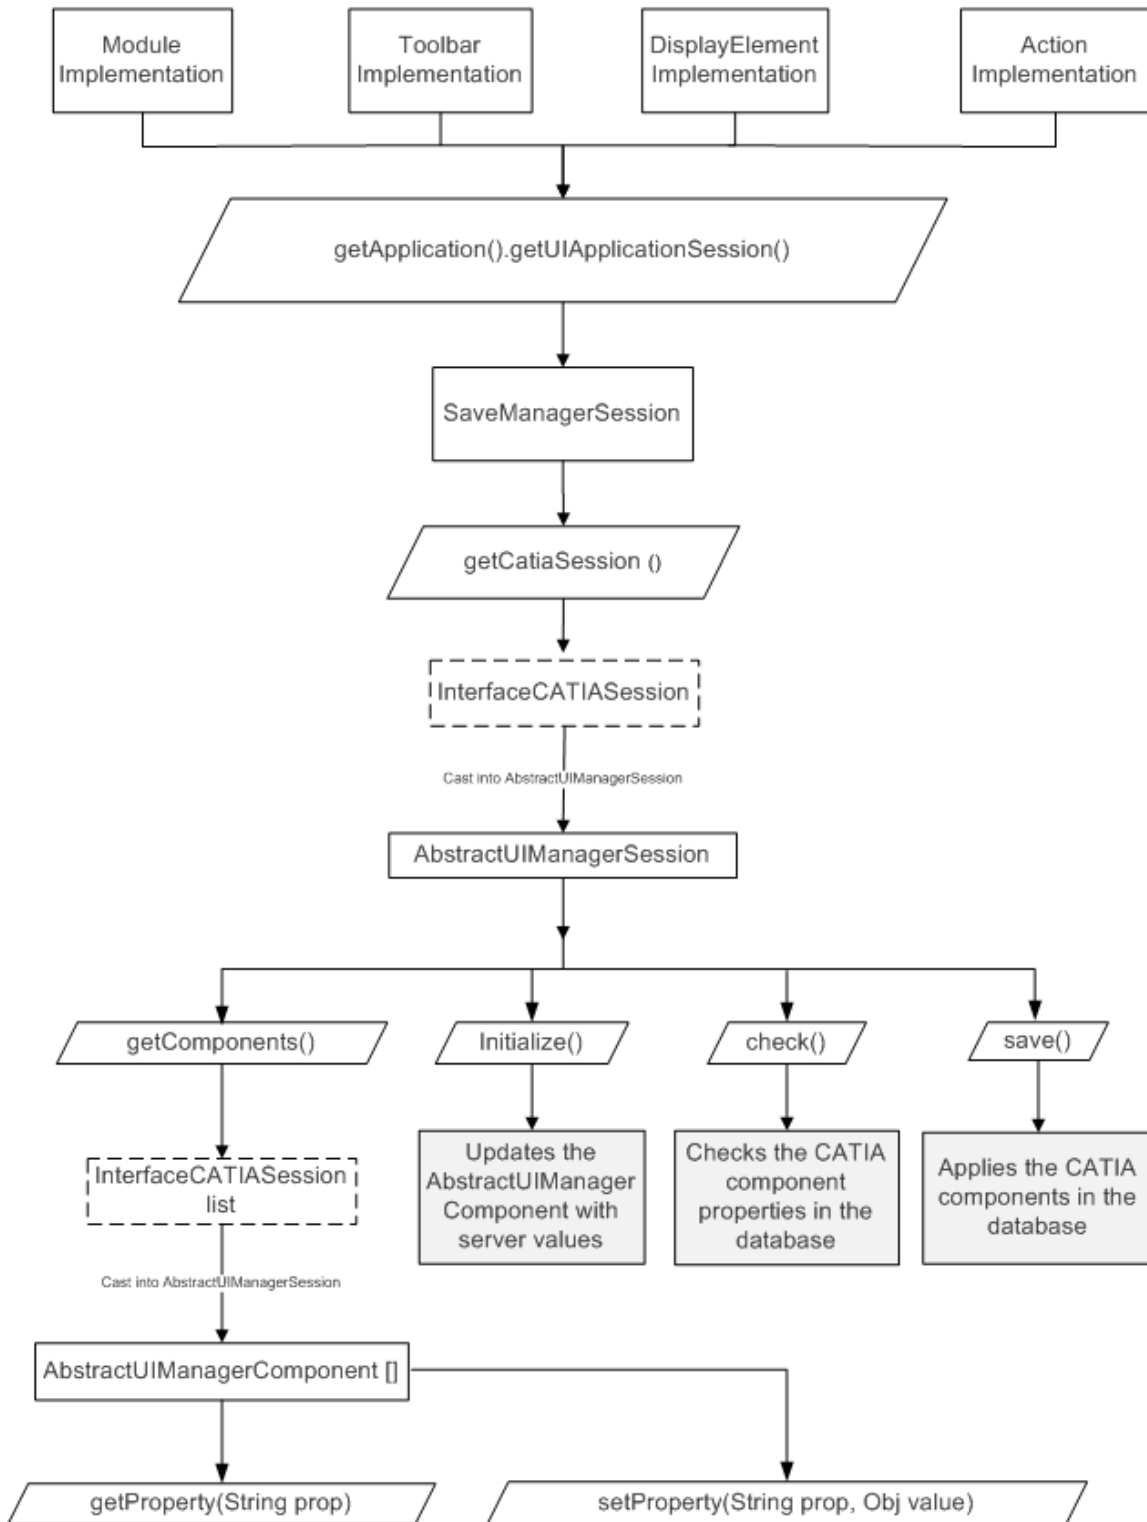 Module
Implementation
Toolbar
Implementation
DisplayElement
Implementation
Action
Implementation
getApplication().getUIApplicationSession()
SaveManagerSession
getCatiaSession ()
InterfaceCATIASession
Cast into AbstractUIManagerSession
AbstractUIManagerSession
getComponents()
Initialize()
check()
save()
InterfaceCATIASession
list
Updates the
AbstractUIManager
Component with
server values
Checks the CATIA
component
properties in the
database
Applies the CATIA
components in the
database
Cast into AbstractUIManagerSession
AbstractUIManagerComponent []
getProperty(String prop)
setProperty(String prop, Obj value)